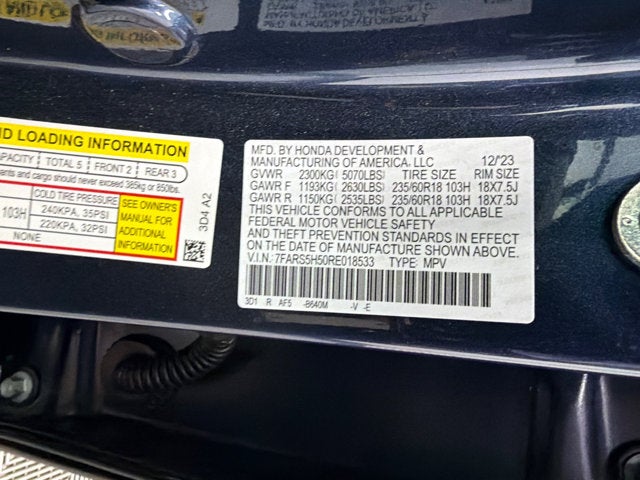 ND LOADING INFORMATION
APACITY TOTAL 5 FRONT 2 REAR 3
ants and cargo should never exceed 385kg or 850lbs.
COLD TIRE PRESSURE
103H
240KPA, 35PSI
220KPA, 32PSI
NONE
SEE OWNER'S
MANUAL FOR
ADDITIONAL
INFORMATION
3D4 A2
MFD. BY HONDA DEVELOPMENT &
MANUFACTURING OF AMERICA, LLC 12/'23
GVWR 2300KG( 5070LBS) TIRE SIZE RIM SIZE
GAWR F 1193KG( 2630LBS) 235/60R18 103H 18X7.5J
GAWR R 1150KG( 2535LBS) 235/60R18 103H 18X7.5J
THIS VEHICLE CONFORMS TO ALL APPLICABLE
FEDERAL MOTOR VEHICLE SAFETY
AND THEFT PREVENTION STANDARDS IN EFFECT
ON THE DATE OF MANUFACTURE SHOWN ABOVE.
V.I.N.: 7FARS5H50RE018533 TYPE: MPV
3D1 R AF5 -B640M -V -E